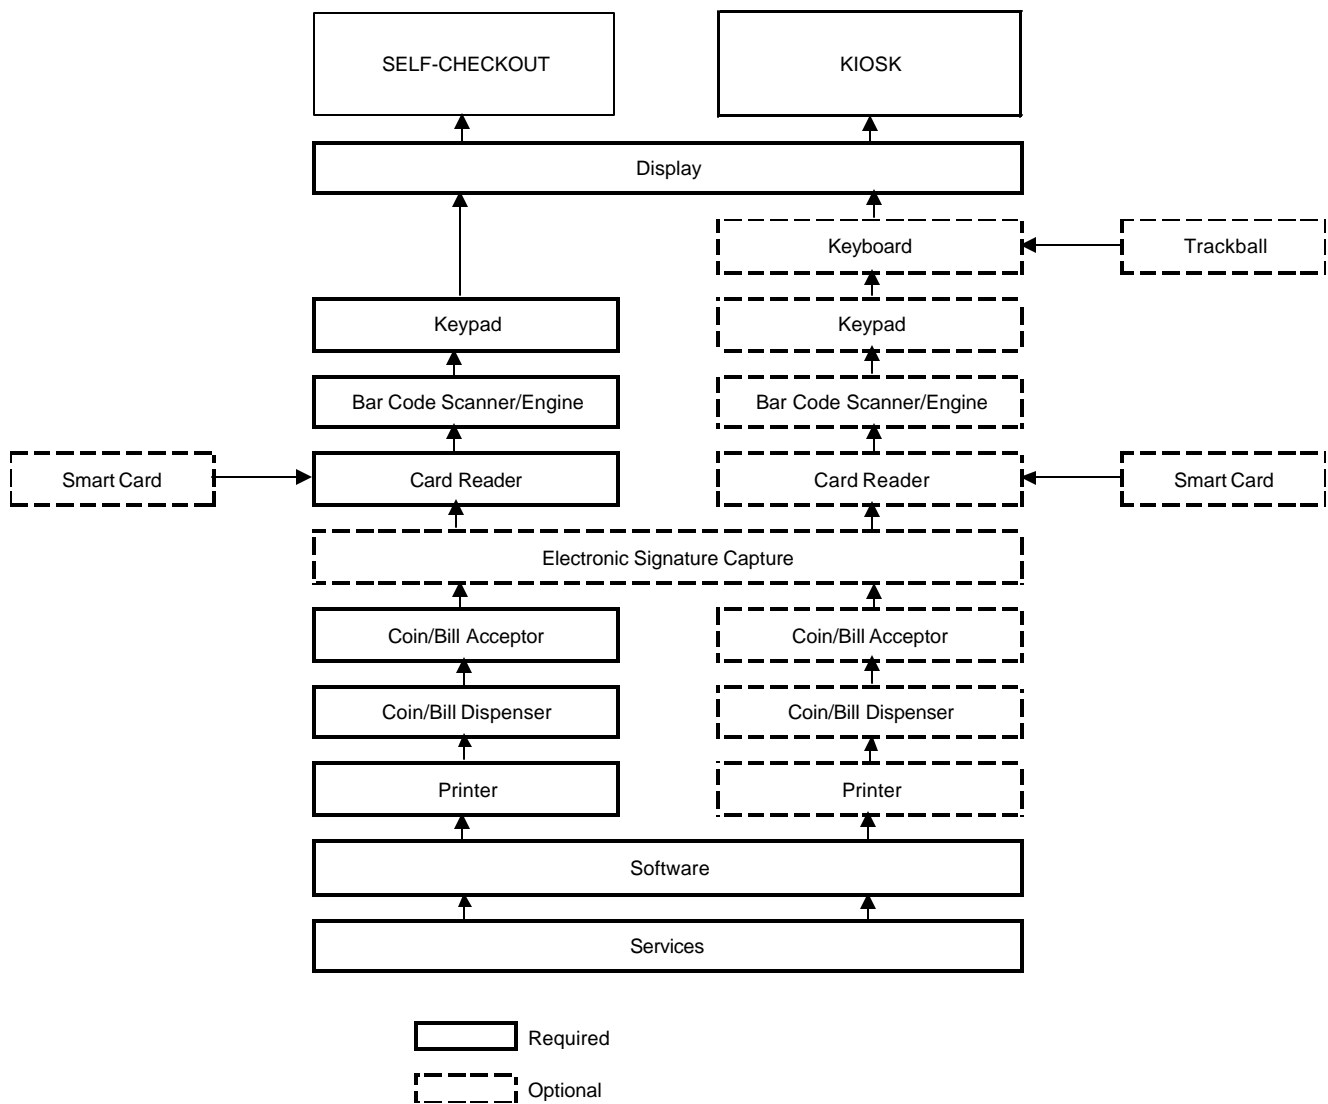 SELF-CHECKOUT
KIOSK
Display
Keyboard
Trackball
Keypad
Keypad
Bar Code Scanner/Engine
Bar Code Scanner/Engine
Smart Card
Card Reader
Card Reader
Smart Card
Electronic Signature Capture
Coin/Bill Acceptor
Coin/Bill Acceptor
Coin/Bill Dispenser
Coin/Bill Dispenser
Printer
Printer
Software
Services
Required
Optional